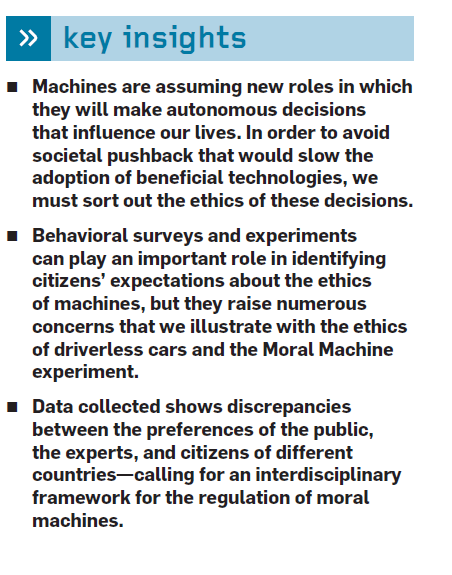 » key insights
■ Machines are assuming new roles in which
they will make autonomous decisions
that influence our lives. In order to avoid
societal pushback that would slow the
adoption of beneficial technologies, we
must sort out the ethics of these decisions.
■ Behavioral surveys and experiments
can play an important role in identifying
citizens’ expectations about the ethics
of machines, but they raise numerous
concerns that we illustrate with the ethics
of driverless cars and the Moral Machine
experiment.
■ Data collected shows discrepancies
between the preferences of the public,
the experts, and citizens of different
countries—calling for an interdisciplinary
framework for the regulation of moral
machines.